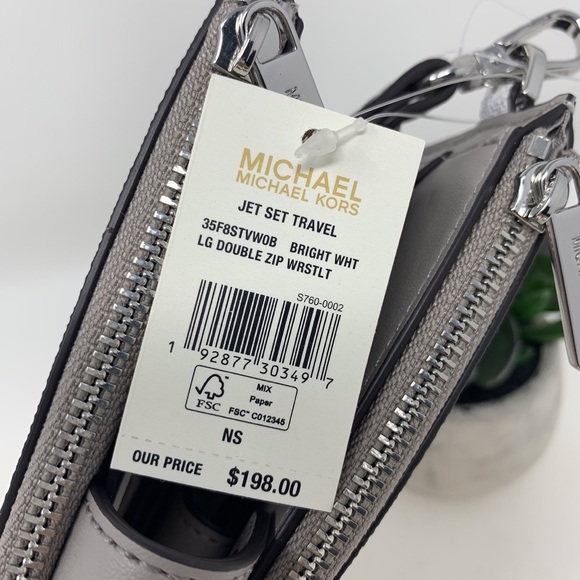 MICHAEL
MICHAEL KORS
JET SET TRAVEL
35F8STVW0B BRIGHT WHT
LG DOUBLE ZIP WRSTLT
S760-0002
1 92877 30349 7
FSC
MIX
Paper
FSC™ C012345
NS
OUR PRICE $198.00